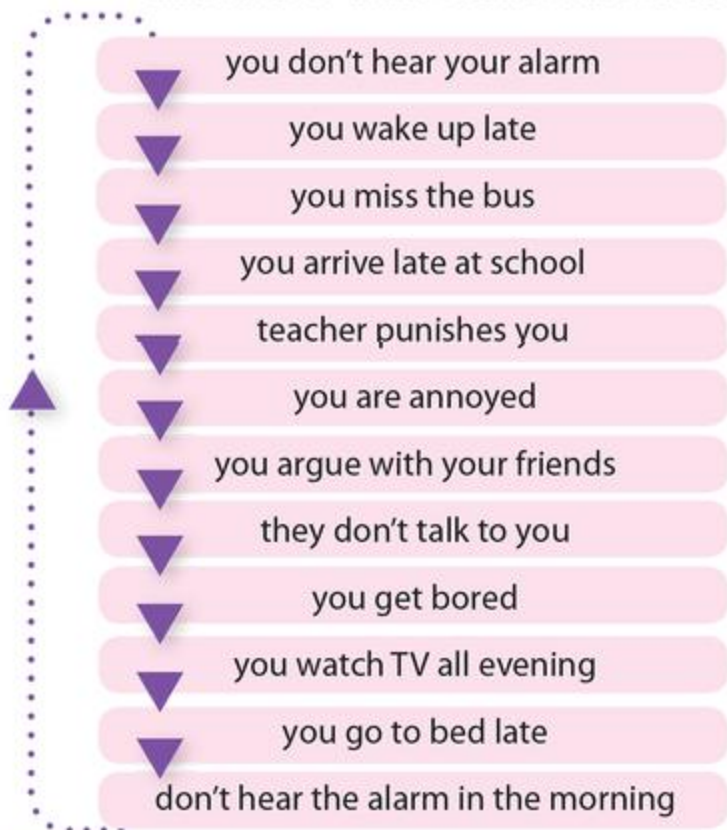 you don't hear your alarm
you wake up late
you miss the bus
you arrive late at school
teacher punishes you
you are annoyed
you argue with your friends
they don't talk to you
you get bored
you watch TV all evening
you go to bed late
don't hear the alarm in the morning